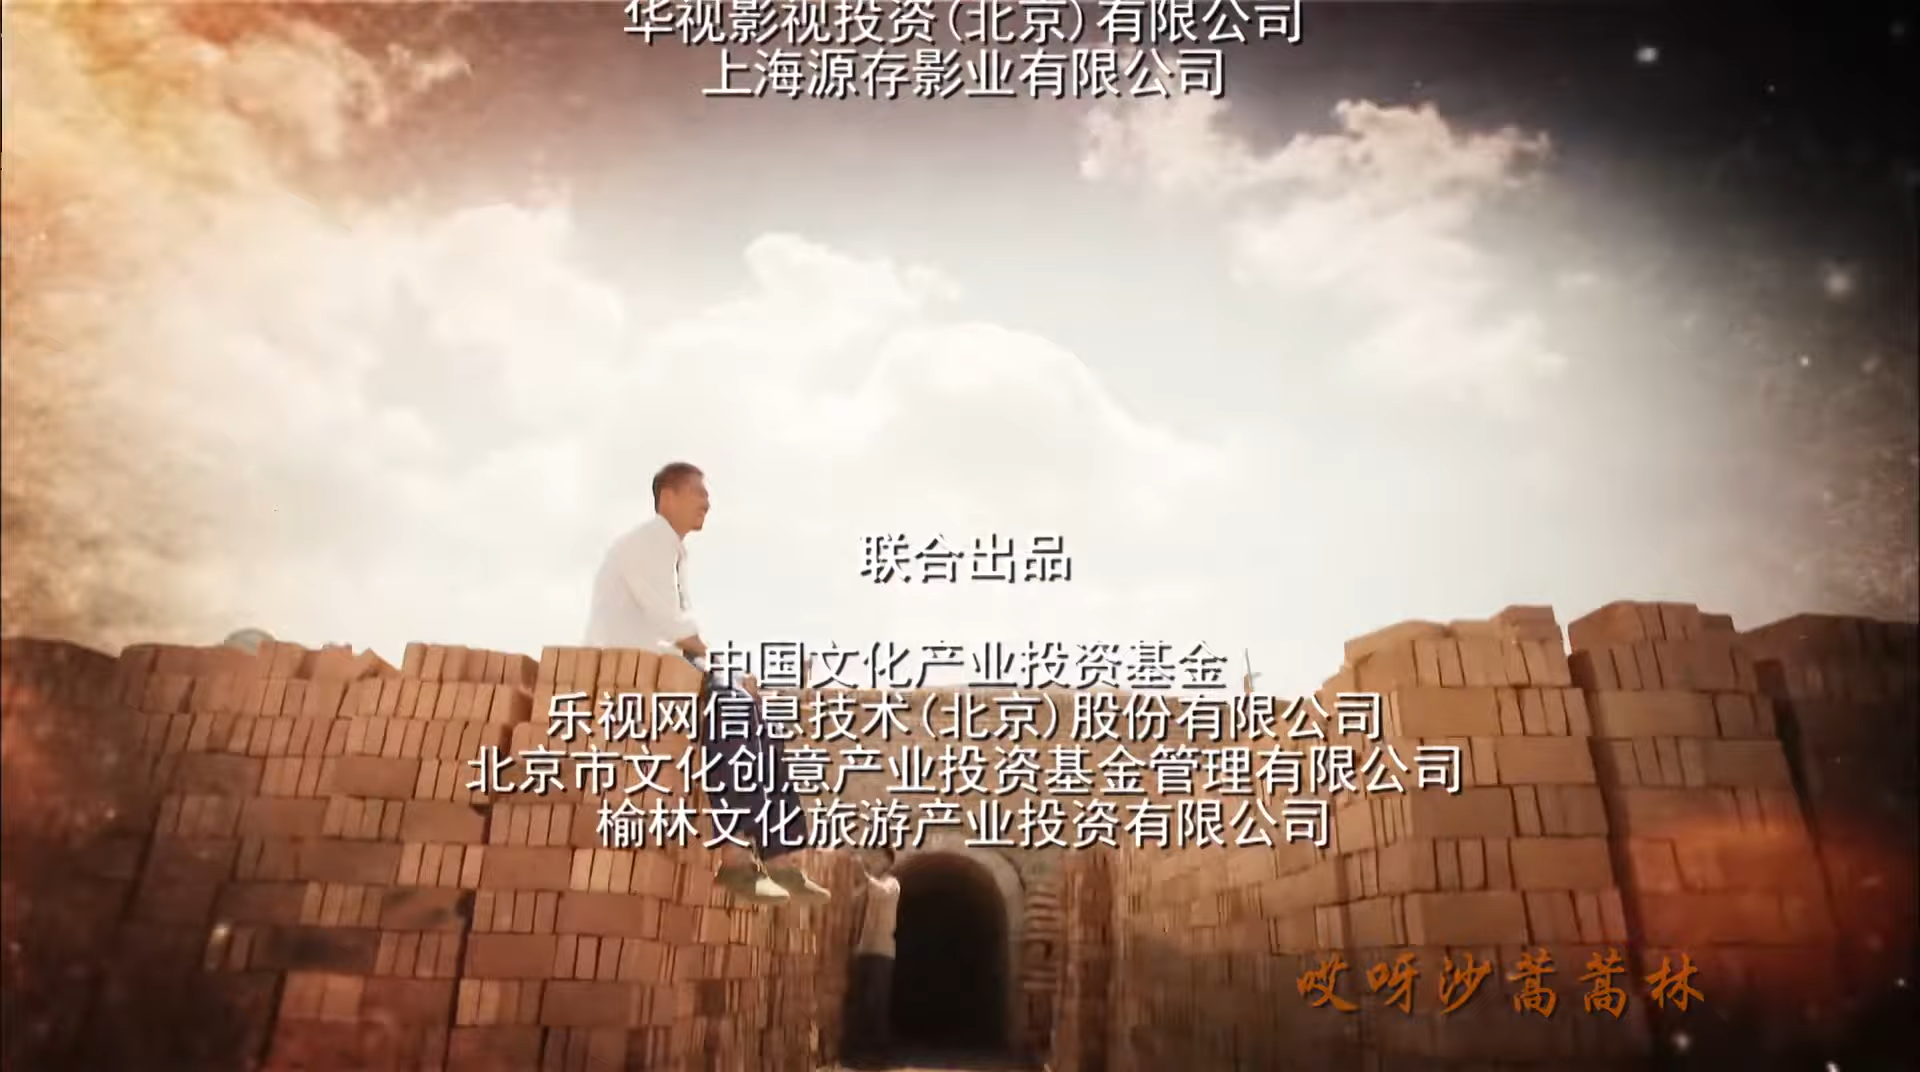 华视影视投资(北京)有限公司
上海源存影业有限公司
联合出品
中国文化产业投资基金
乐视网信息技术(北京)股份有限公司
北京市文化创意产业投资基金管理有限公司
榆林文化旅游产业投资有限公司
哎呀沙蒿蒿林